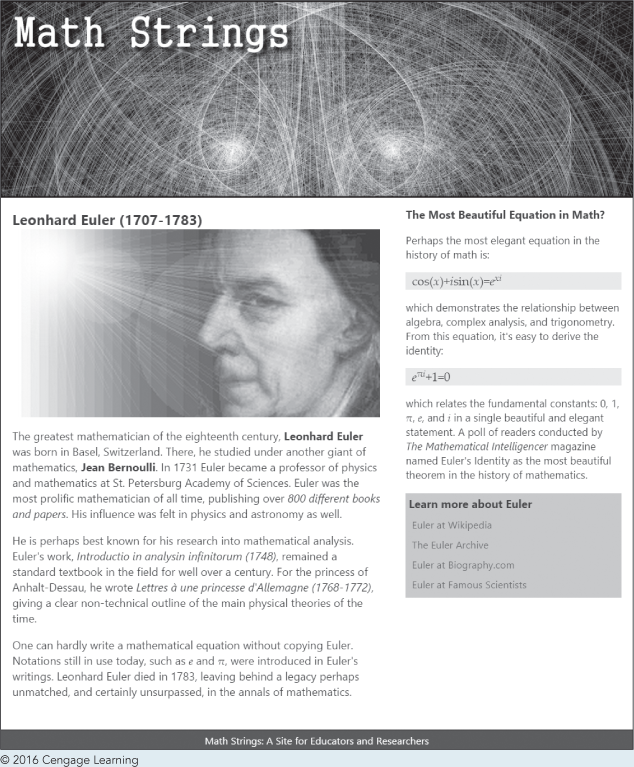 Math Strings
Leonhard Euler (1707-1783)
The greatest mathematician of the eighteenth century, Leonhard Euler
was born in Basel, Switzerland. There, he studied under another giant of
mathematics, Jean Bernoulli. In 1731 Euler became a professor of physics
and mathematics at St. Petersburg Academy of Sciences. Euler was the
most prolific mathematician of all time, publishing over 800 different books
and papers. His influence was felt in physics and astronomy as well.
He is perhaps best known for his research into mathematical analysis.
Euler's work, Introductio in analysin infinitorum (1748), remained a
standard textbook in the field for well over a century. For the princess of
Anhalt-Dessau, he wrote Lettres à une princesse d'Allemagne (1768-1772),
giving a clear non-technical outline of the main physical theories of the
time.
One can hardly write a mathematical equation without copying Euler.
Notations still in use today, such as e and π, were introduced in Euler's
writings. Leonhard Euler died in 1783, leaving behind a legacy perhaps
unmatched, and certainly unsurpassed, in the annals of mathematics.
The Most Beautiful Equation in Math?
Perhaps the most elegant equation in the
history of math is:
cos(x)+isin(x)=e^xi
which demonstrates the relationship between
algebra, complex analysis, and trigonometry.
From this equation, it's easy to derive the
identity:
e^πi+1=0
which relates the fundamental constants: 0, 1,
π, e, and i in a single beautiful and elegant
statement. A poll of readers conducted by
The Mathematical Intelligencer magazine
named Euler's Identity as the most beautiful
theorem in the history of mathematics.
Learn more about Euler
Euler at Wikipedia
The Euler Archive
Euler at Biography.com
Euler at Famous Scientists
Math Strings: A Site for Educators and Researchers
© 2016 Cengage Learning